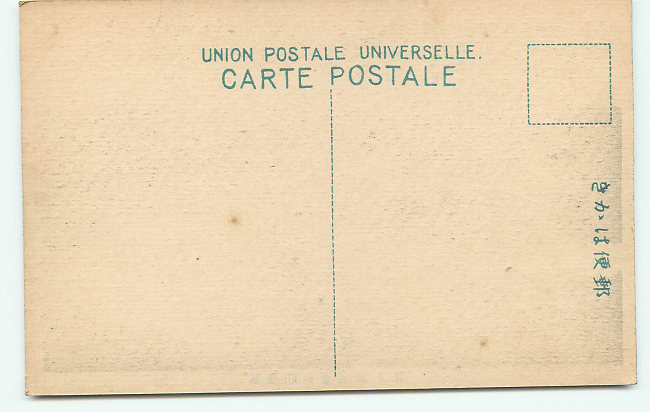 UNION POSTALE UNIVERSELLE.
CARTE POSTALE
郵便はかき